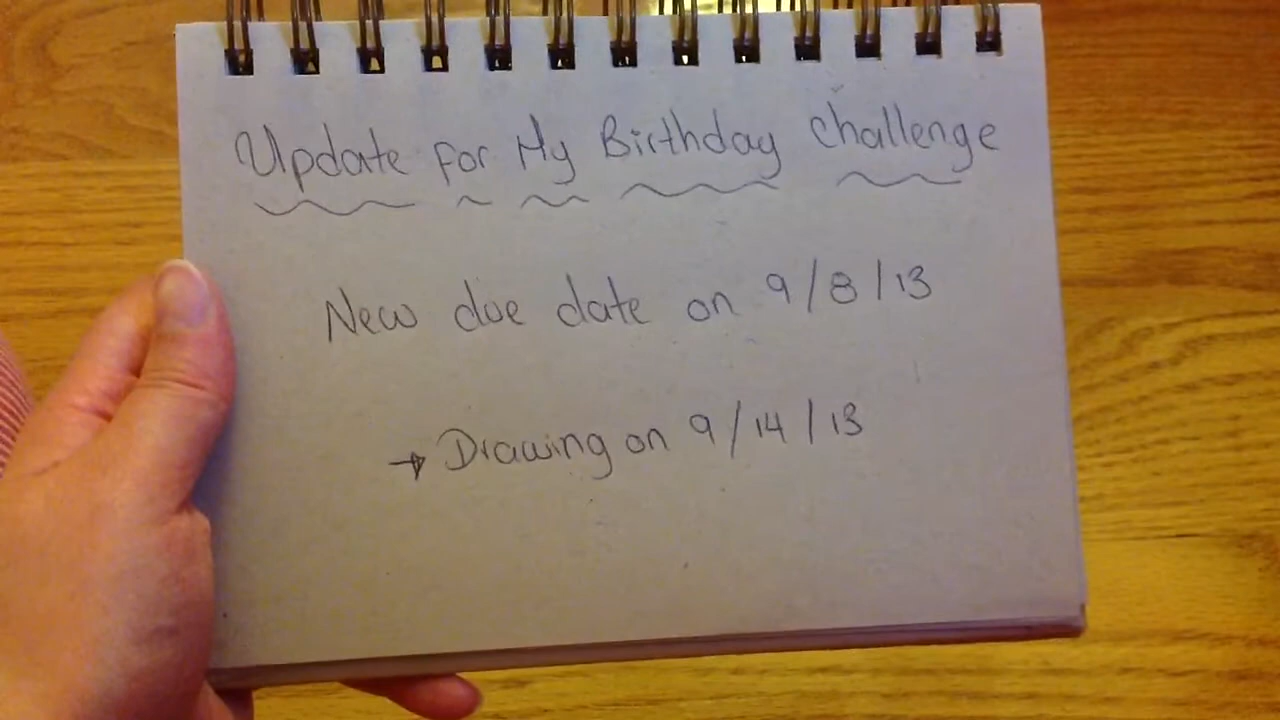 Update for My Birthday Challenge
New due date on 9/8/13
→ Drawing on 9/14/13